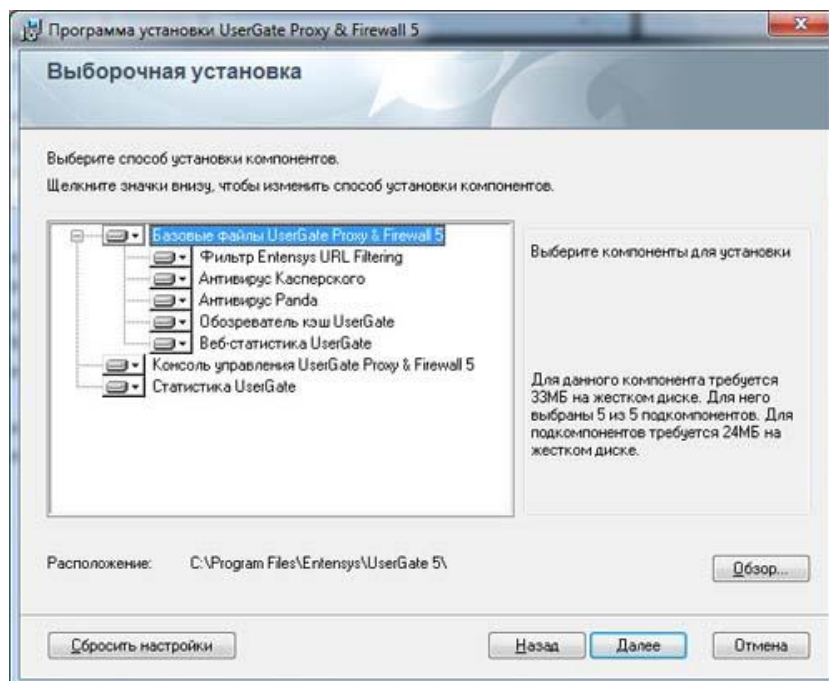 Программа установки UserGate Proxy & Firewall 5
Выборочная установка
Выберите способ установки компонентов.
Щелкните значки внизу, чтобы изменить способ установки компонентов.
Базовые файлы UserGate Proxy & Firewall 5
Фильтр Entensys URL Filtering
Антивирус Касперского
Антивирус Panda
Обозреватель кэш UserGate
Веб-статистика UserGate
Консоль управления UserGate Proxy & Firewall 5
Статистика UserGate
Выберите компоненты для установки
Для данного компонента требуется
33МБ на жестком диске. Для него
выбраны 5 из 5 подкомпонентов. Для
подкомпонентов требуется 24МБ на
жестком диске.
Расположение: C:\Program Files\Entensys\UserGate 5\
Обзор...
Сбросить настройки
Назад
Далее
Отмена